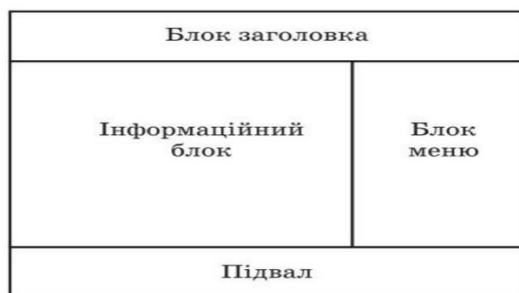 Блок заголовка
Інформаційний
блок
Блок
меню
Підвал